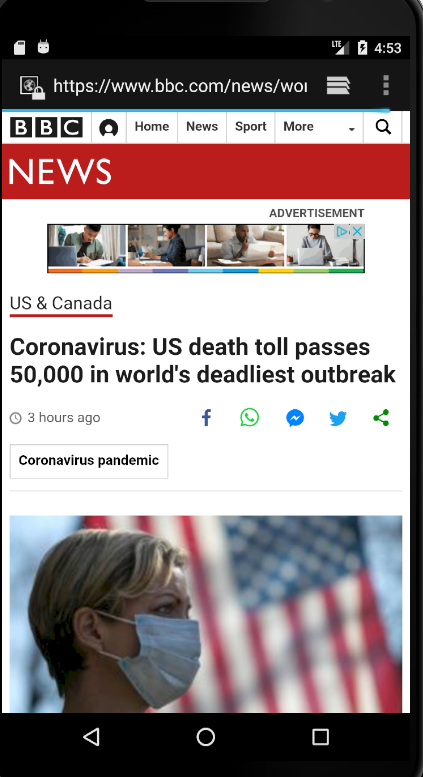 LTE 4:53
https://www.bbc.com/news/wor
BBC Home News Sport More
NEWS
ADVERTISEMENT
US & Canada
Coronavirus: US death toll passes
50,000 in world's deadliest outbreak
3 hours ago
Coronavirus pandemic